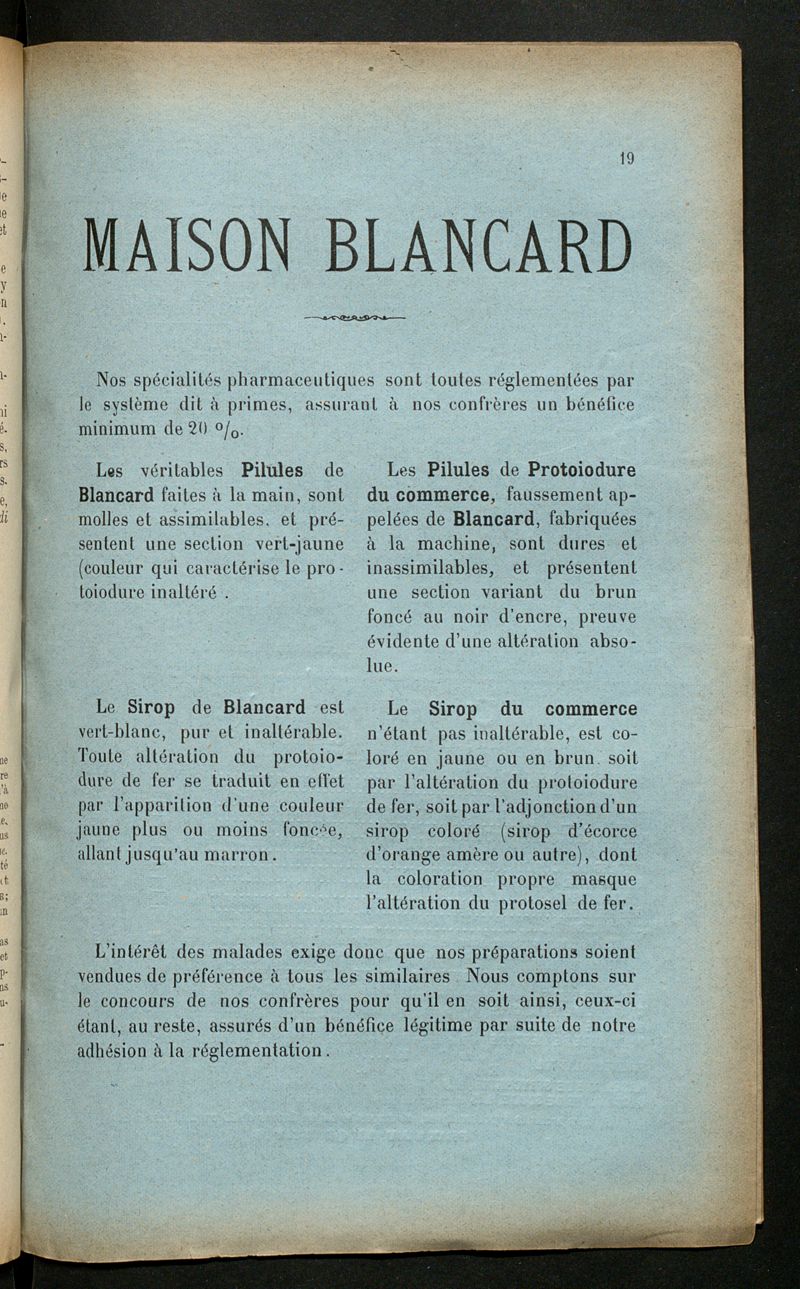 19
MAISON BLANCARD
Nos spécialités pharmaceutiques sont toutes réglementées par
le système dit à primes, assurant à nos confrères un bénéfice
minimum de 20 %.
Les véritables Pilules de
Blancard faites à la main, sont
molles et assimilables. et pré-
sentent une section vert-jaune
(couleur qui caractérise le pro-
toiodure inaltéré .
Les Pilules de Protoiodure
du commerce, faussement ap-
pelées de Blancard, fabriquées
à la machine, sont dures et
inassimilables, et présentent
une section variant du brun
foncé au noir d'encre, preuve
évidente d'une altération abso-
lue.
Le Sirop de Blancard est
vert-blanc, pur et inaltérable.
Toute altération du protoio-
dure de fer se traduit en effet
par l'apparition d'une couleur
jaune plus ou moins foncée,
allant jusqu'au marron.
Le Sirop du commerce
n'étant pas inaltérable, est co-
loré en jaune ou en brun. soit
par l'altération du protoiodure
de fer, soit par l'adjonction d'un
sirop coloré (sirop d'écorce
d'orange amère ou autre), dont
la coloration propre masque
l'altération du protosel de fer.
L'intérêt des malades exige donc que nos préparations soient
vendues de préférence à tous les similaires Nous comptons sur
le concours de nos confrères pour qu'il en soit ainsi, ceux-ci
étant, au reste, assurés d'un bénéfice légitime par suite de notre
adhésion à la réglementation.